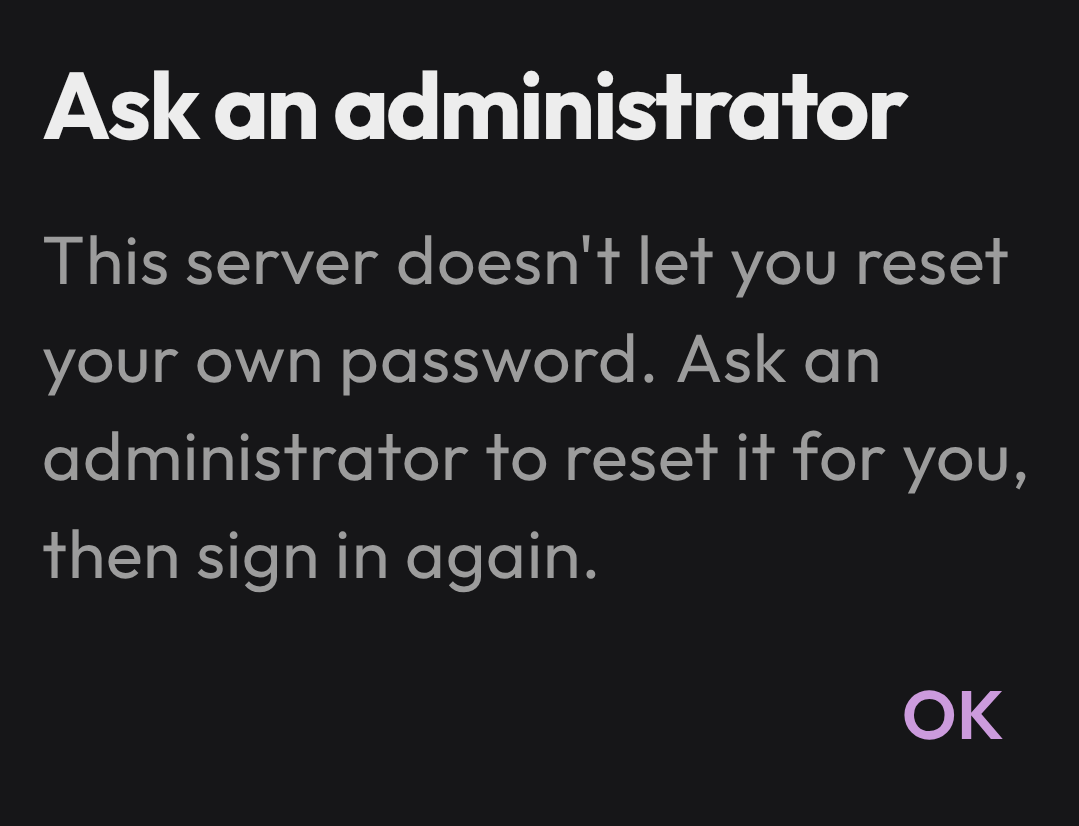 Ask an administrator
This server doesn't let you reset
your own password. Ask an
administrator to reset it for you,
then sign in again.
OK